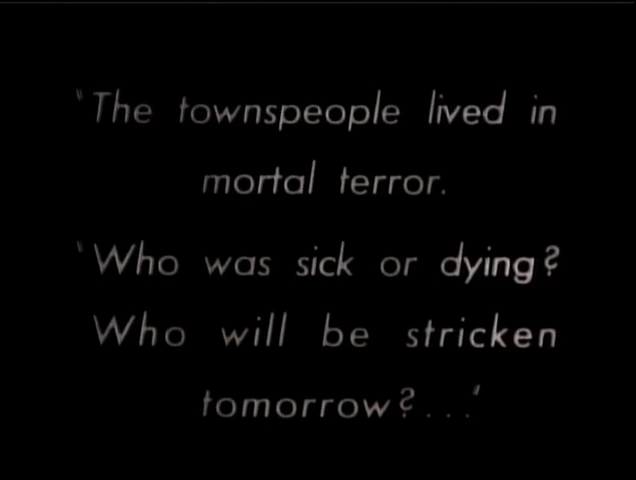 "The townspeople lived in
mortal terror.
'Who was sick or dying?
Who will be stricken
tomorrow?...'